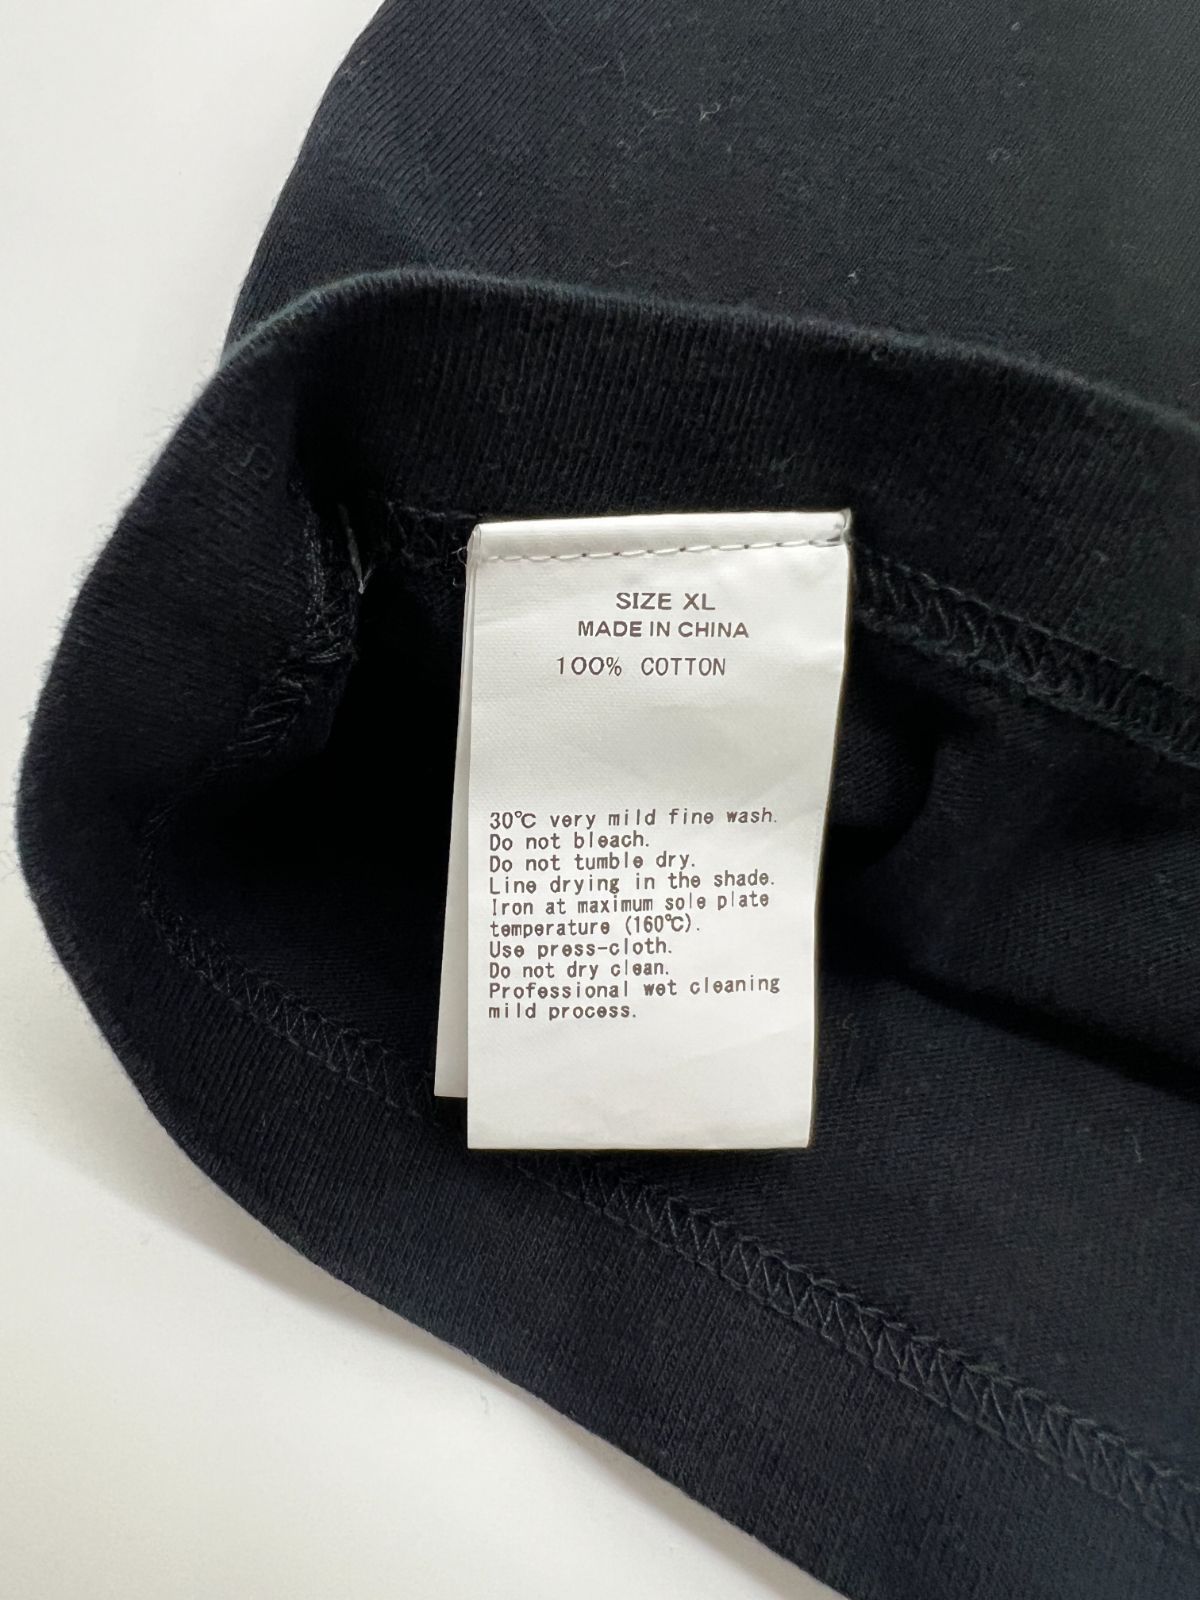 SIZE XL
MADE IN CHINA
100% COTTON
30℃ very mild fine wash.
Do not bleach.
Do not tumble dry.
Line drying in the shade.
Iron at maximum sole plate
temperature (160℃).
Use press-cloth.
Do not dry clean.
Professional wet cleaning
mild process.